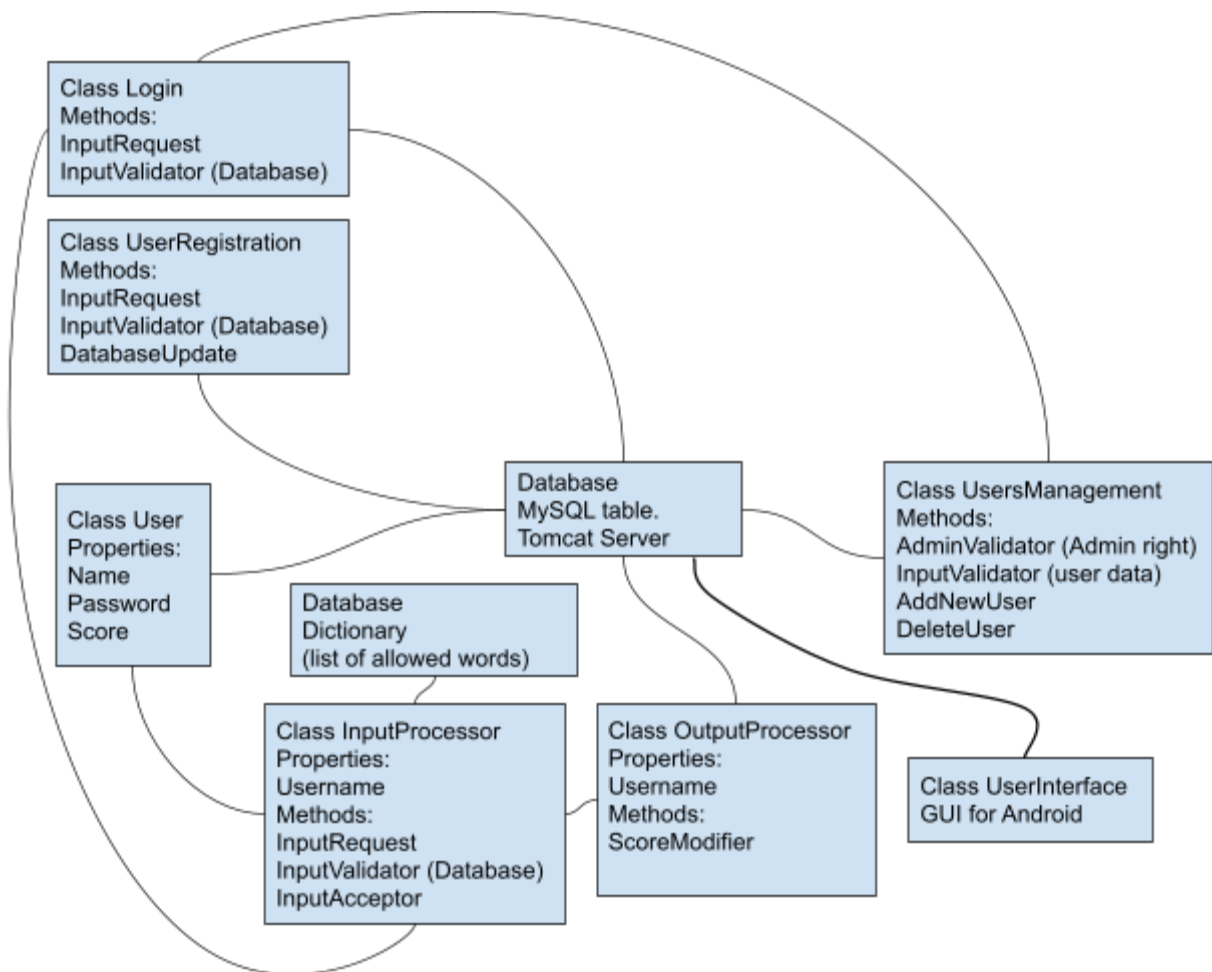 Class Login
Methods:
InputRequest
InputValidator (Database)
Class UserRegistration
Methods:
InputRequest
InputValidator (Database)
DatabaseUpdate
Database
MySQL table.
Tomcat Server
Class UsersManagement
Methods:
AdminValidator (Admin right)
InputValidator (user data)
AddNewUser
DeleteUser
Class User
Properties:
Name
Password
Score
Database
Dictionary
(list of allowed words)
Class InputProcessor
Properties:
Username
Methods:
InputRequest
InputValidator (Database)
InputAcceptor
Class OutputProcessor
Properties:
Username
Methods:
ScoreModifier
Class UserInterface
GUI for Android